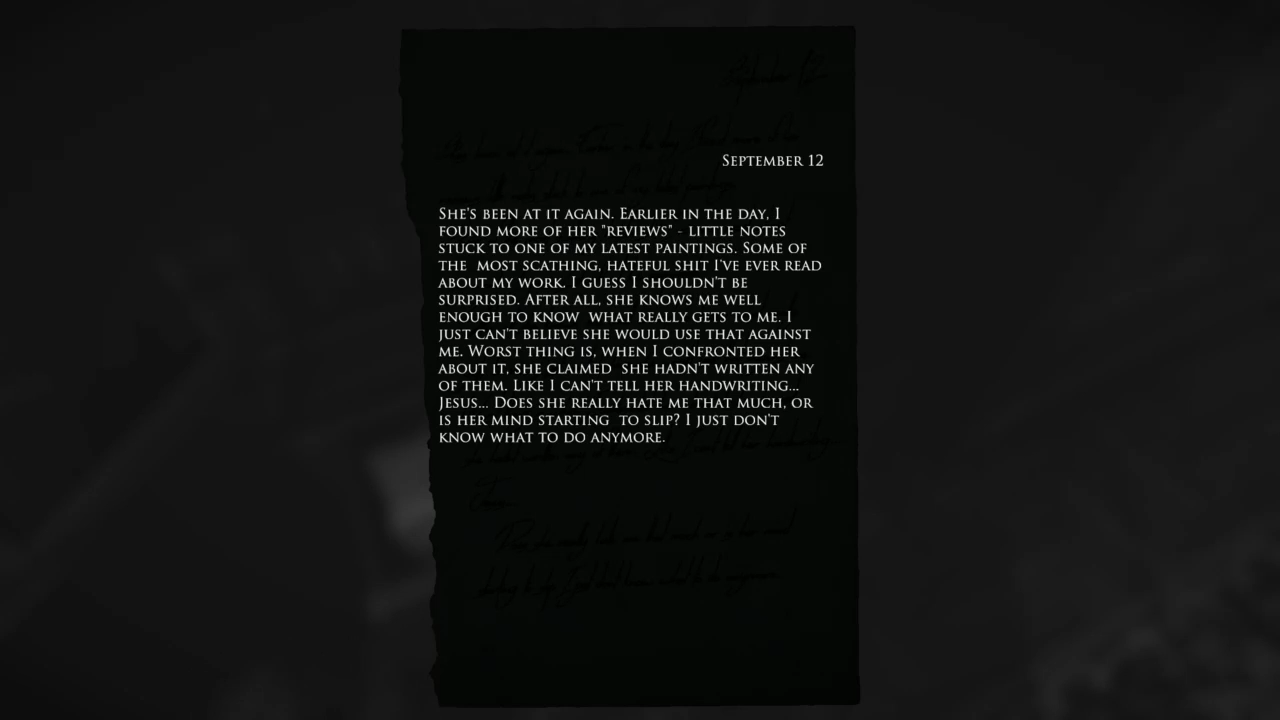 September 12
She's been at it again. Earlier in the day, I
found more of her "reviews" - little notes
stuck to one of my latest paintings. Some of
the  most scathing, hateful shit I've ever read
about my work. I guess I shouldn't be
surprised. After all, she knows me well
enough to know  what really gets to me. I
just can't believe she would use that against
me. Worst thing is, when I confronted her
about it, she claimed  she hadn't written any
of them. Like I can't tell her handwriting...
Jesus... Does she really hate me that much, or
is her mind starting  to slip? I just don't
know what to do anymore.